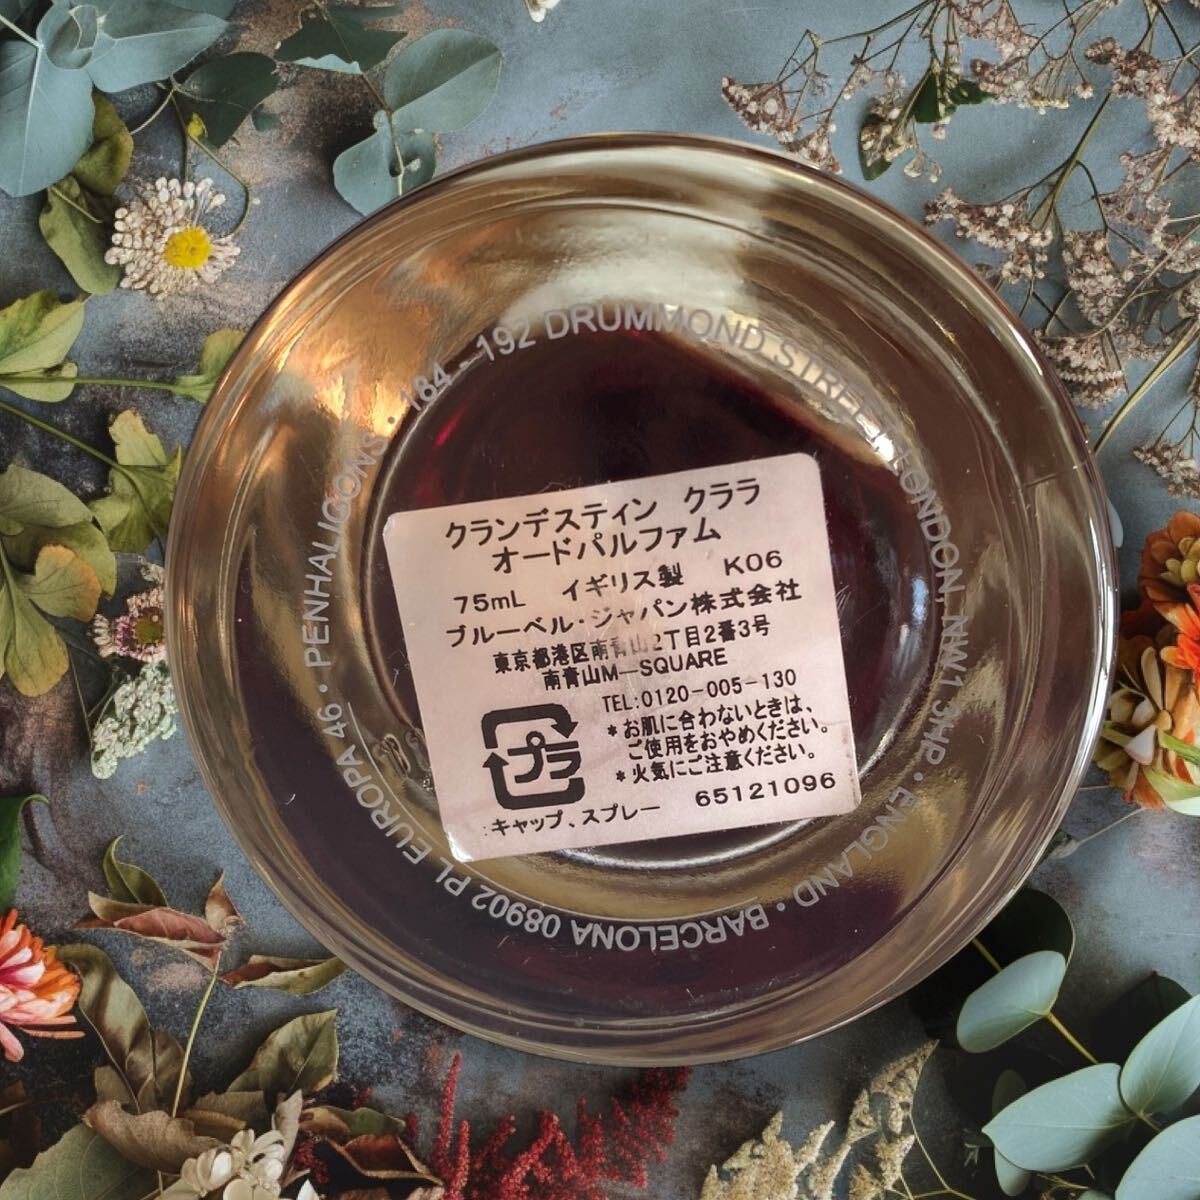 PENHALIGONS · 184 - 192 DRUMMOND STREET LONDON, NW1 3HP · ENGLAND · BARCELONA 08902 PL EUROPA 46 ·
クランデスティン クララ
オードパルファム
75mL イギリス製 K06
ブルーベル・ジャパン株式会社
東京都港区南青山2丁目2番3号
南青山M-SQUARE
TEL:0120-005-130
*お肌に合わないときは、
ご使用をおやめください。
*火気にご注意ください。
プラ
:キャップ、スプレー 65121096